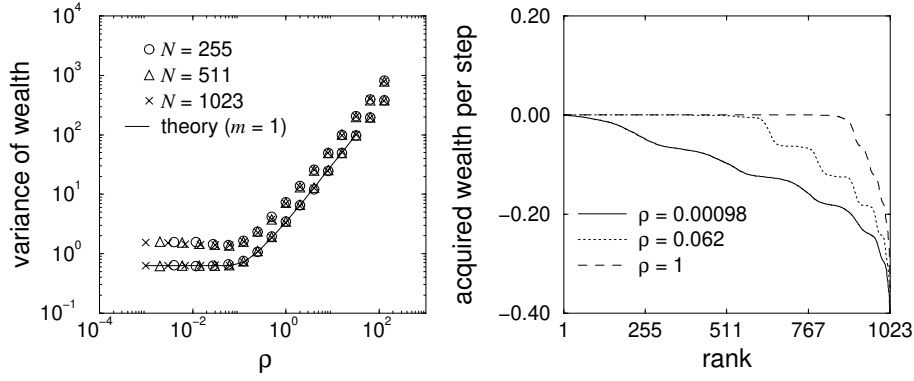 variance of wealth
10^4
10^3
10^2
10^1
10^0
10^−1
○ N = 255
△ N = 511
× N = 1023
theory (m = 1)
10^−4 10^−2 10^0 10^2
ρ
acquired wealth per step
0.20
0.00
−0.20
−0.40
ρ = 0.00098
ρ = 0.062
ρ = 1
1 255 511 767 1023
rank